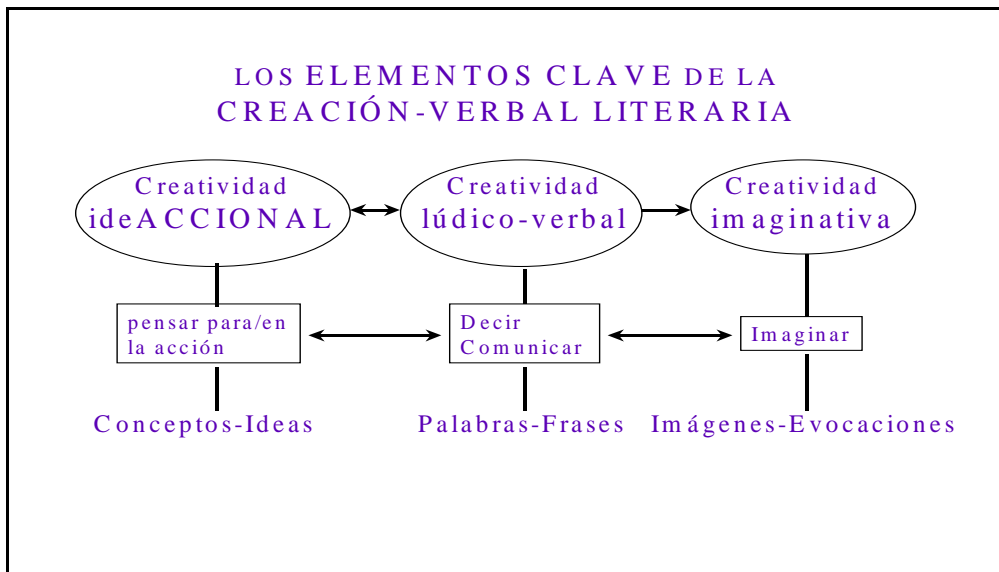 LOS ELEMENTOS CLAVE DE LA
CREACIÓN-VERBAL LITERARIA
Creatividad
ideACCIONAL
Creatividad
lúdico-verbal
Creatividad
imaginativa
pensar para/en
la acción
Decir
Comunicar
Imaginar
Conceptos-Ideas
Palabras-Frases
Imágenes-Evocaciones